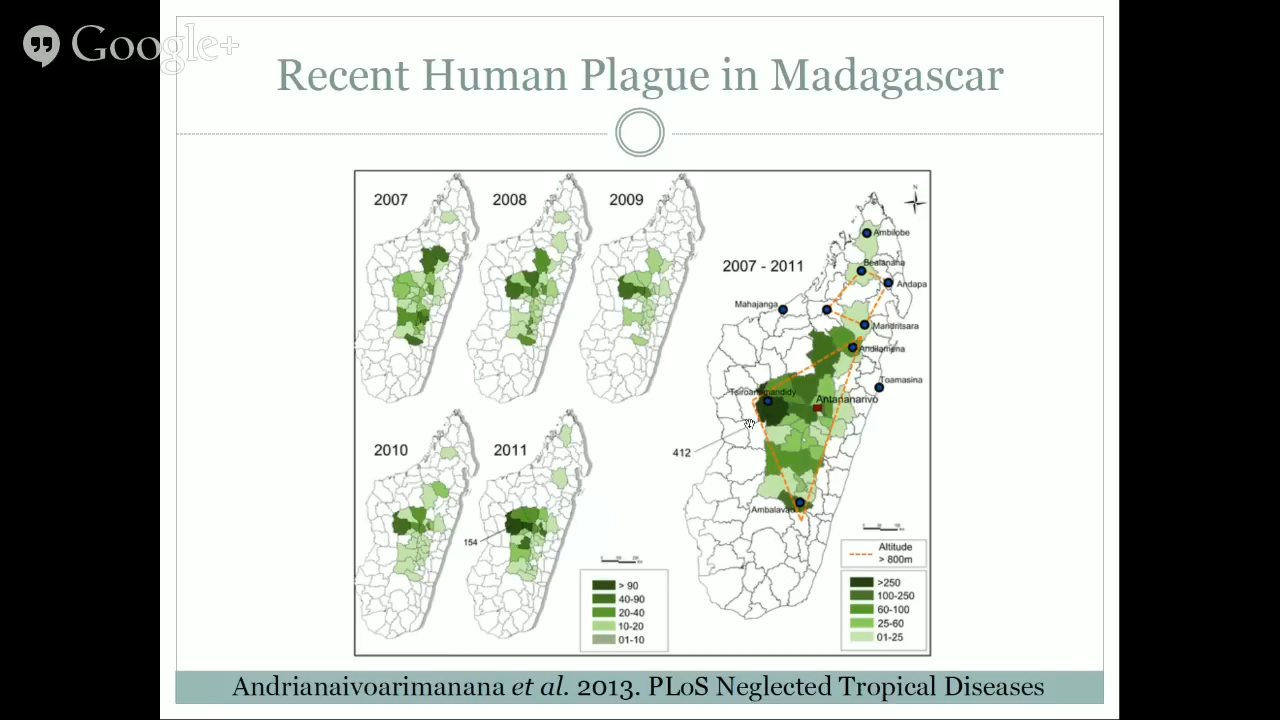 Google+
Recent Human Plague in Madagascar
2007
2008
2009
2010
2011
154
> 90
40-90
20-40
10-20
01-10
2007 - 2011
N
Ambilobe
Bealanana
Andapa
Mahajanga
Mandritsara
Andilamena
Toamasina
Tsiroanomandidy
Antananarivo
412
Ambalavao
Altitude
> 800m
>250
100-250
60-100
25-60
01-25
Andrianaivoarimanana et al. 2013. PLoS Neglected Tropical Diseases